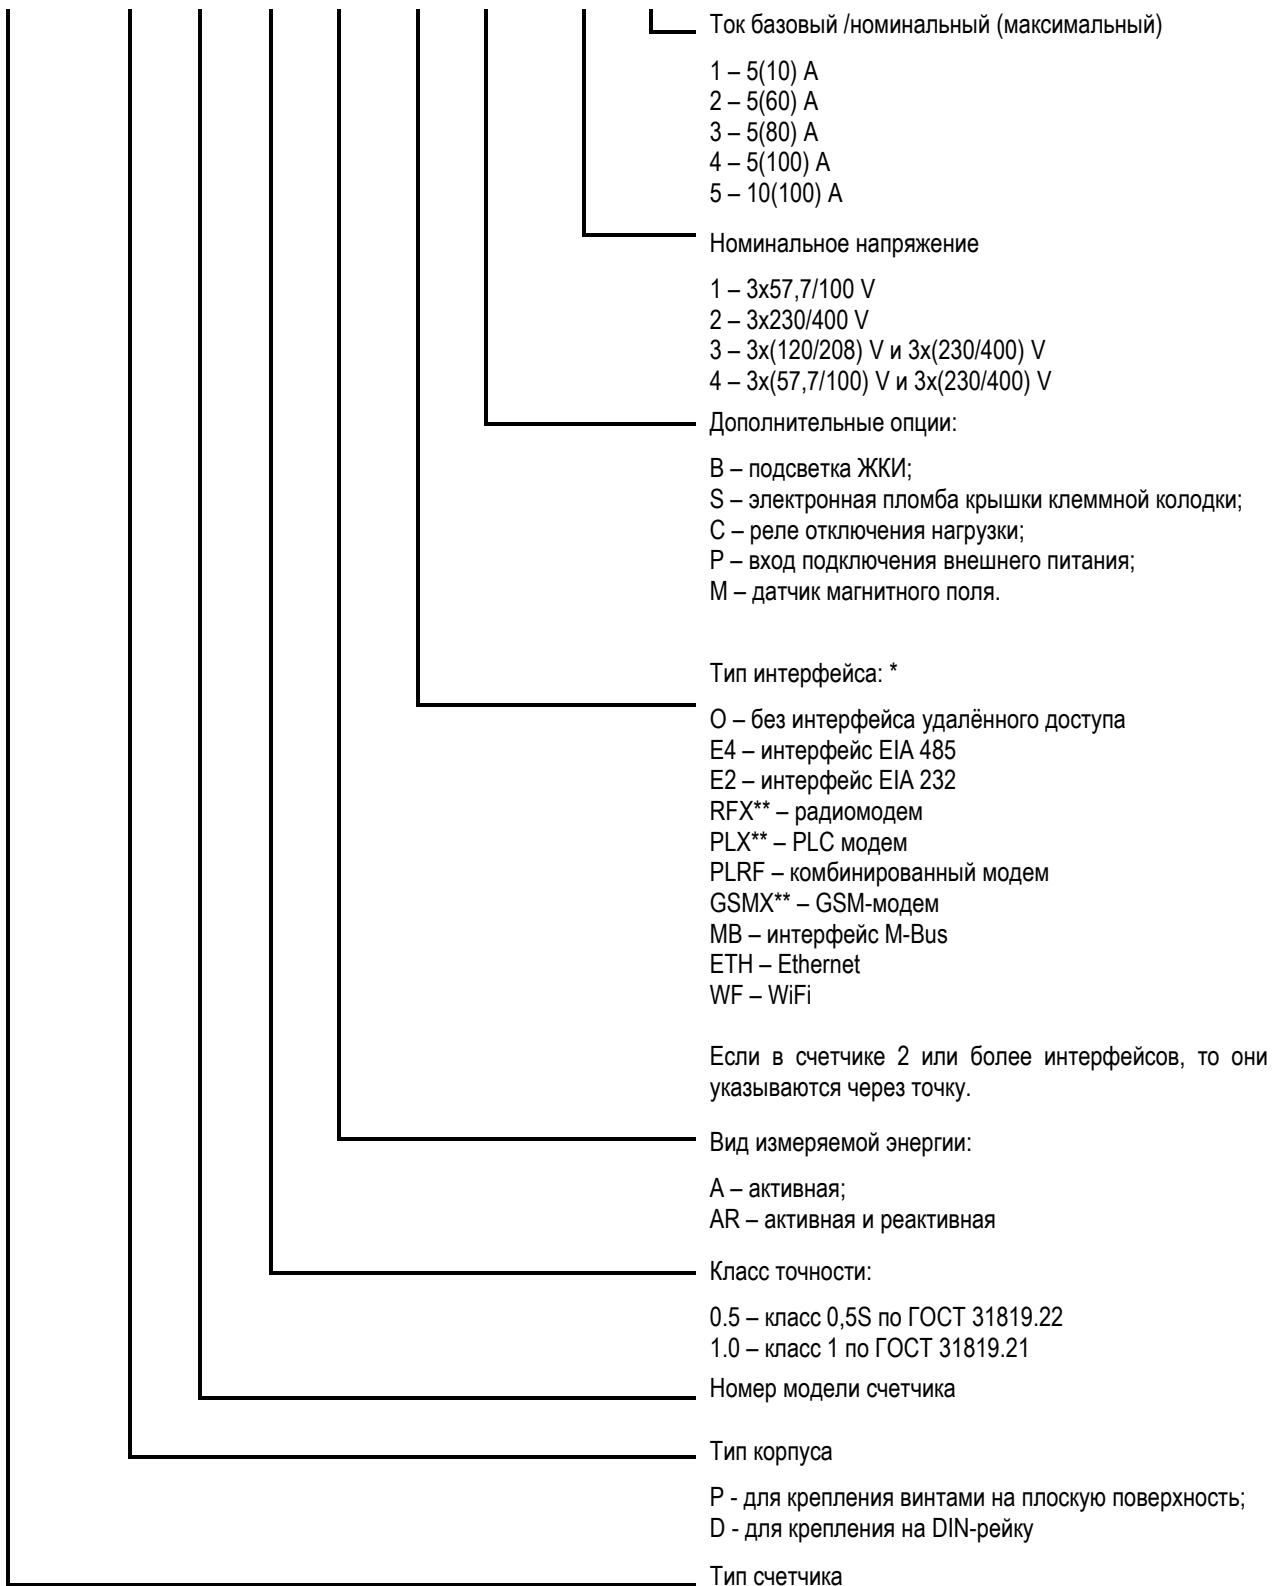 Ток базовый /номинальный (максимальный)
1 – 5(10) А
2 – 5(60) А
3 – 5(80) А
4 – 5(100) А
5 – 10(100) А
Номинальное напряжение
1 – 3x57,7/100 V
2 – 3x230/400 V
3 – 3x(120/208) V и 3x(230/400) V
4 – 3x(57,7/100) V и 3x(230/400) V
Дополнительные опции:
B – подсветка ЖКИ;
S – электронная пломба крышки клеммной колодки;
C – реле отключения нагрузки;
P – вход подключения внешнего питания;
M – датчик магнитного поля.
Тип интерфейса: *
O – без интерфейса удалённого доступа
E4 – интерфейс EIA 485
E2 – интерфейс EIA 232
RFX** – радиомодем
PLX** – PLC модем
PLRF – комбинированный модем
GSMX** – GSM-модем
MB – интерфейс M-Bus
ETH – Ethernet
WF – WiFi
Если в счетчике 2 или более интерфейсов, то они
указываются через точку.
Вид измеряемой энергии:
A – активная;
AR – активная и реактивная
Класс точности:
0.5 – класс 0,5S по ГОСТ 31819.22
1.0 – класс 1 по ГОСТ 31819.21
Номер модели счетчика
Тип корпуса
P - для крепления винтами на плоскую поверхность;
D - для крепления на DIN-рейку
Тип счетчика